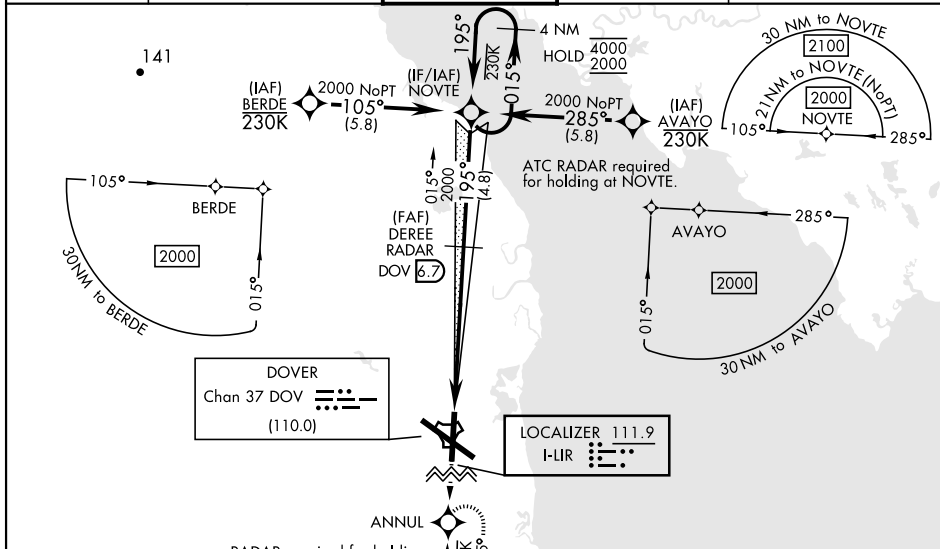 141
195°
4 NM
HOLD 4000
2000
230K
015°
(IAF)
BERDE
230K
2000 NoPT
105°
(5.8)
(IF/IAF)
NOVTE
2000 NoPT
285°
(5.8)
(IAF)
AVAYO
230K
30 NM to NOVTE
2100
21NM to NOVTE (NoPT)
2000
NOVTE
105°
285°
ATC RADAR required
for holding at NOVTE.
015°
2000
195°
(4.8)
105°
BERDE
2000
015°
30NM to BERDE
(FAF)
DEREE
RADAR
DOV 6.7
285°
AVAYO
2000
015°
30NM to AVAYO
DOVER
Chan 37 DOV
(110.0)
LOCALIZER 111.9
I-LIR
ANNUL